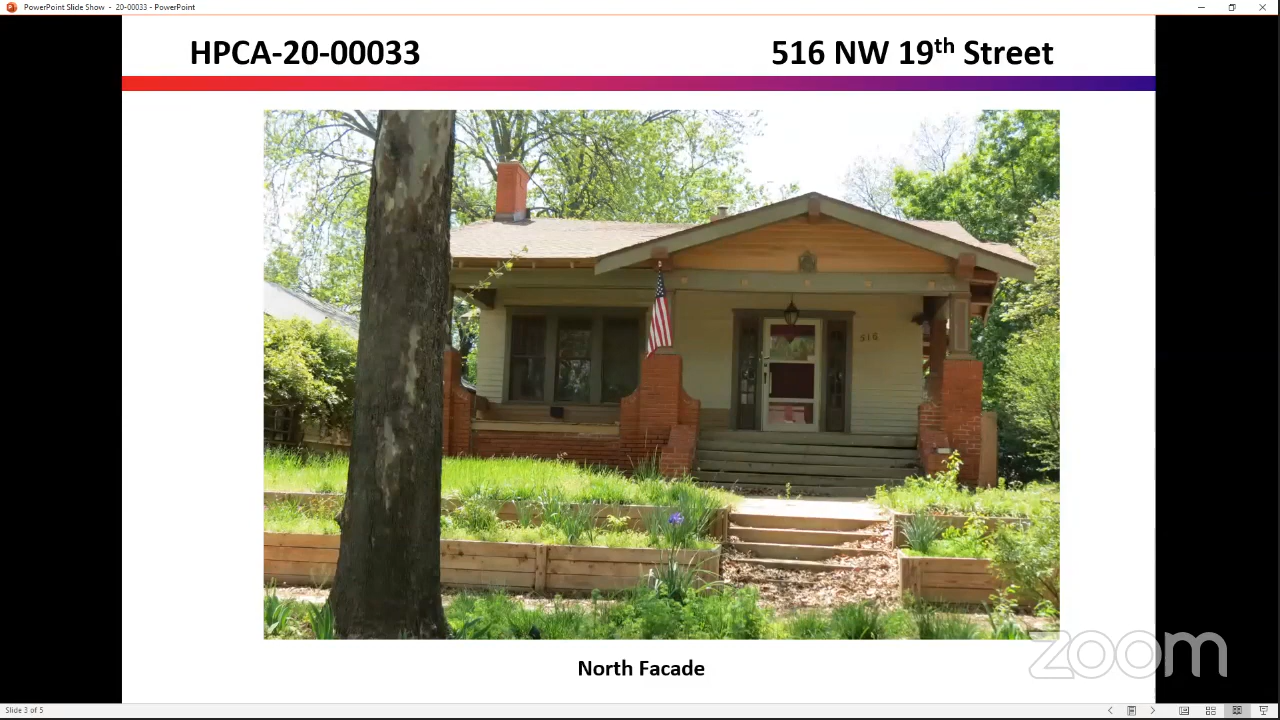 PowerPoint Slide Show - 20-00033 - PowerPoint
HPCA-20-00033
516 NW 19th Street
516
North Facade
zoom
Slide 3 of 5